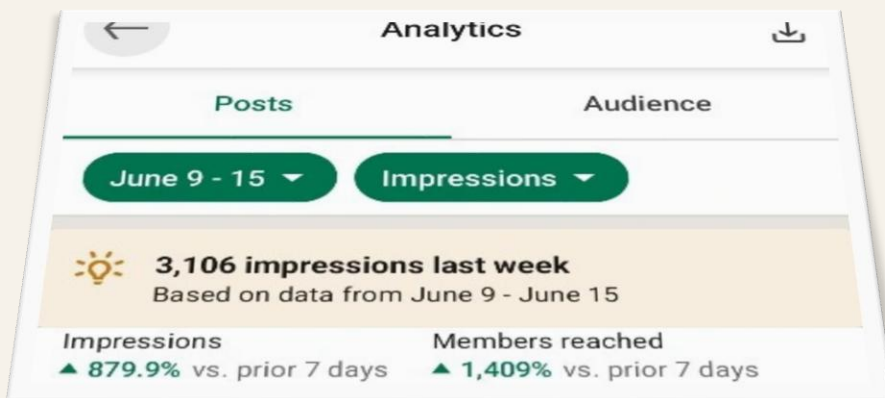 Analytics
Posts Audience
June 9 - 15 Impressions
3,106 impressions last week
Based on data from June 9 - June 15
Impressions Members reached
▲ 879.9% vs. prior 7 days ▲ 1,409% vs. prior 7 days